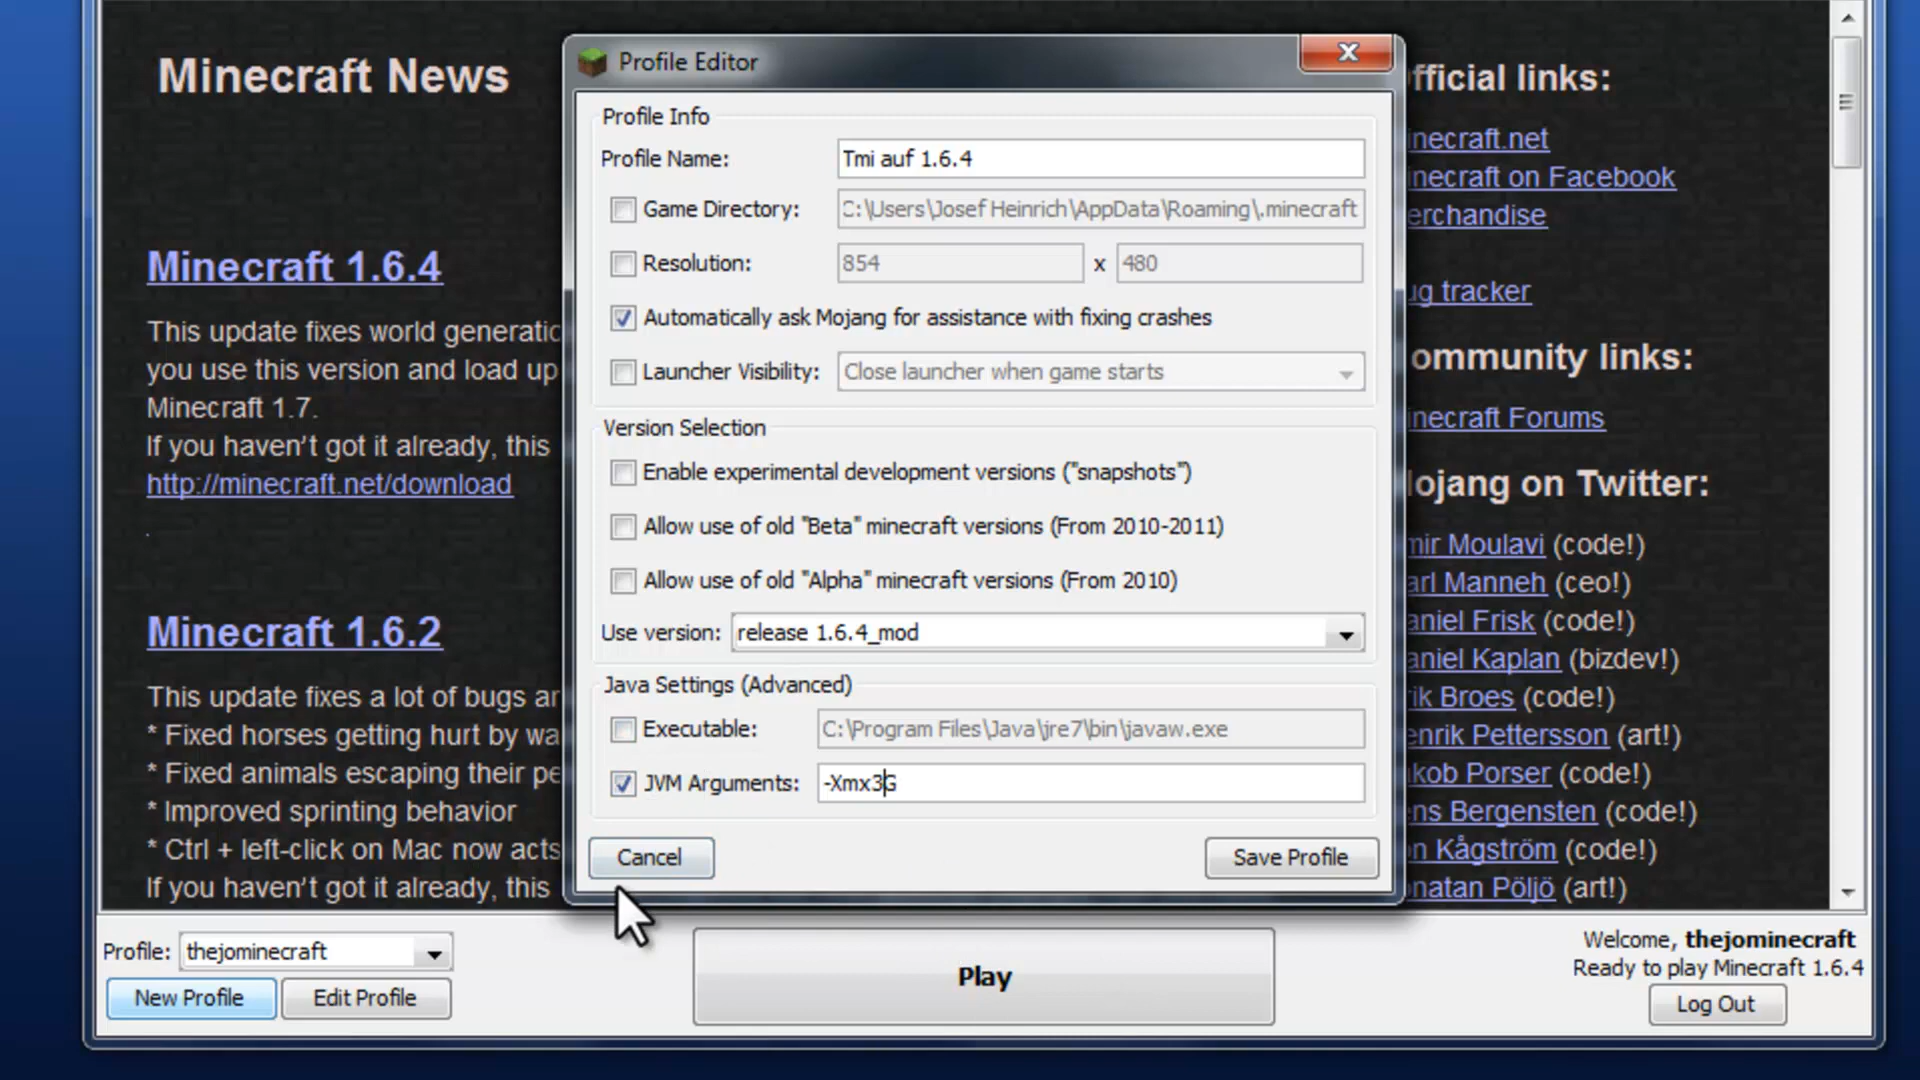 Minecraft News
Minecraft 1.6.4
This update fixes world generatio
you use this version and load up
Minecraft 1.7.
If you haven't got it already, this
http://minecraft.net/download
.
Minecraft 1.6.2
This update fixes a lot of bugs ar
* Fixed horses getting hurt by wa
* Fixed animals escaping their pe
* Improved sprinting behavior
* Ctrl + left-click on Mac now acts
If you haven't got it already, this
Profile Editor
Profile Info
Profile Name: Tmi auf 1.6.4
Game Directory: C:\Users\Josef Heinrich\AppData\Roaming\.minecraft
Resolution: 854 x 480
Automatically ask Mojang for assistance with fixing crashes
Launcher Visibility: Close launcher when game starts
Version Selection
Enable experimental development versions ("snapshots")
Allow use of old "Beta" minecraft versions (From 2010-2011)
Allow use of old "Alpha" minecraft versions (From 2010)
Use version: release 1.6.4_mod
Java Settings (Advanced)
Executable: C:\Program Files\Java\jre7\bin\javaw.exe
JVM Arguments: -Xmx3G
Cancel Save Profile
fficial links:
inecraft.net
inecraft on Facebook
erchandise
ug tracker
ommunity links:
inecraft Forums
lojang on Twitter:
mir Moulavi (code!)
arl Manneh (ceo!)
aniel Frisk (code!)
aniel Kaplan (bizdev!)
rik Broes (code!)
enrik Pettersson (art!)
kob Porser (code!)
ens Bergensten (code!)
on Kågström (code!)
onatan Pöljö (art!)
Profile: thejominecraft
New Profile Edit Profile
Play
Welcome, thejominecraft
Ready to play Minecraft 1.6.4
Log Out